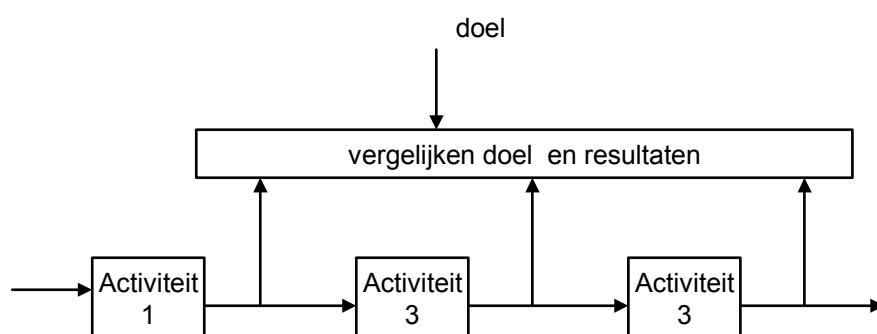 doel
vergelijken doel en resultaten
Activiteit
1
Activiteit
3
Activiteit
3